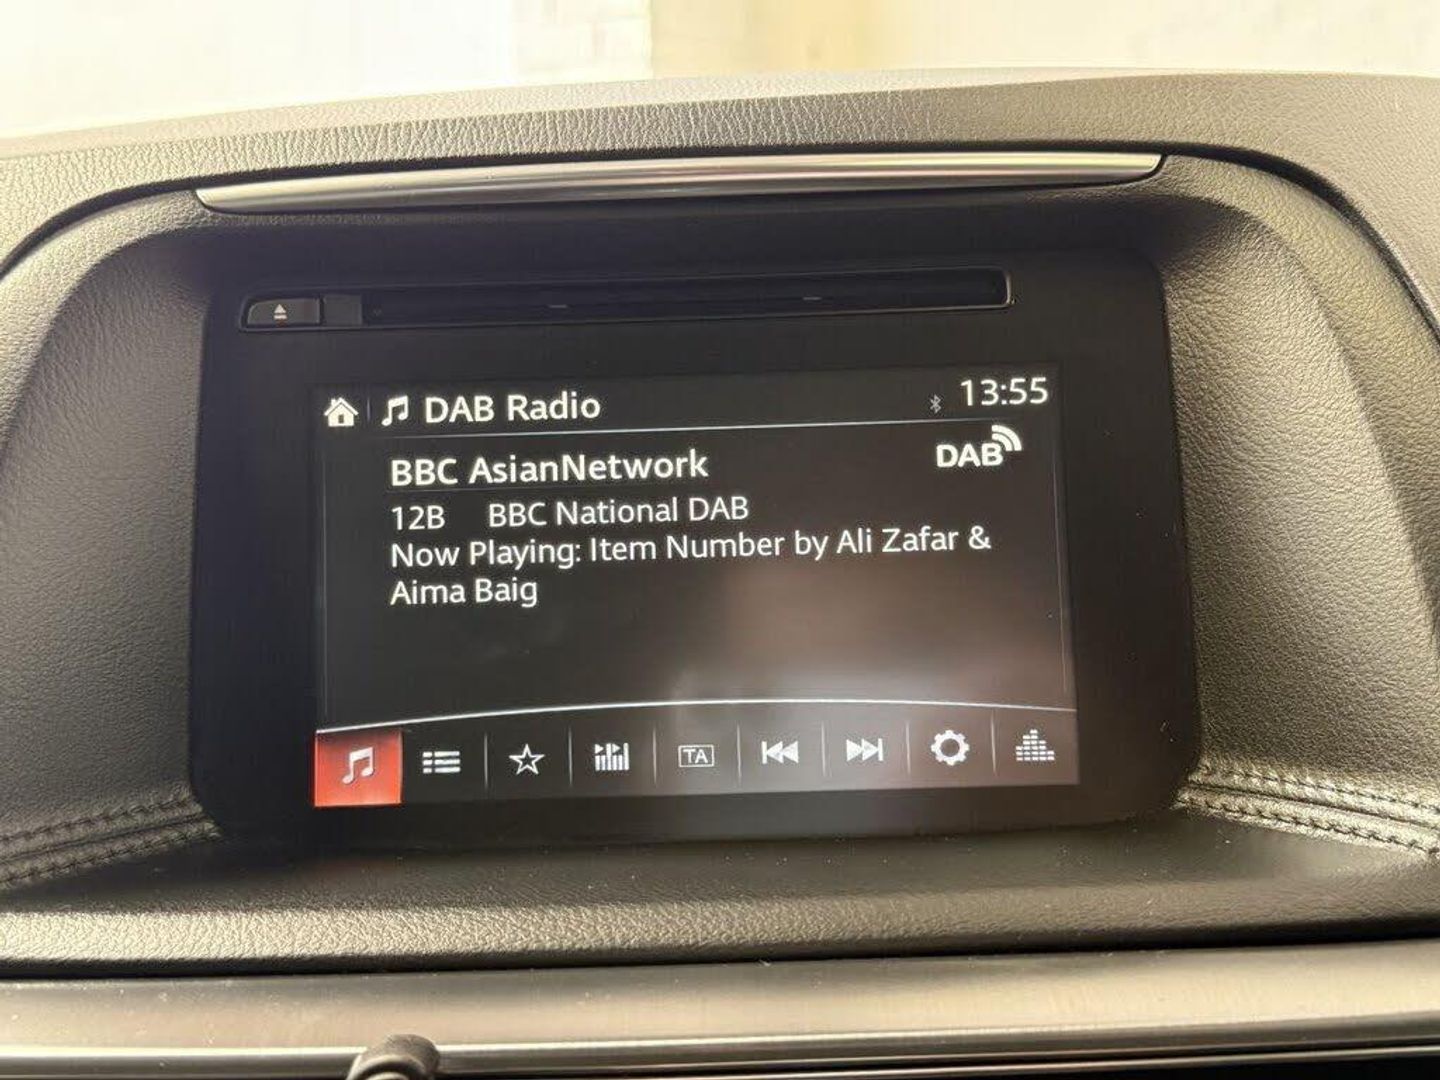 DAB Radio 13:55
BBC AsianNetwork DAB
12B BBC National DAB
Now Playing: Item Number by Ali Zafar &
Aima Baig
TA